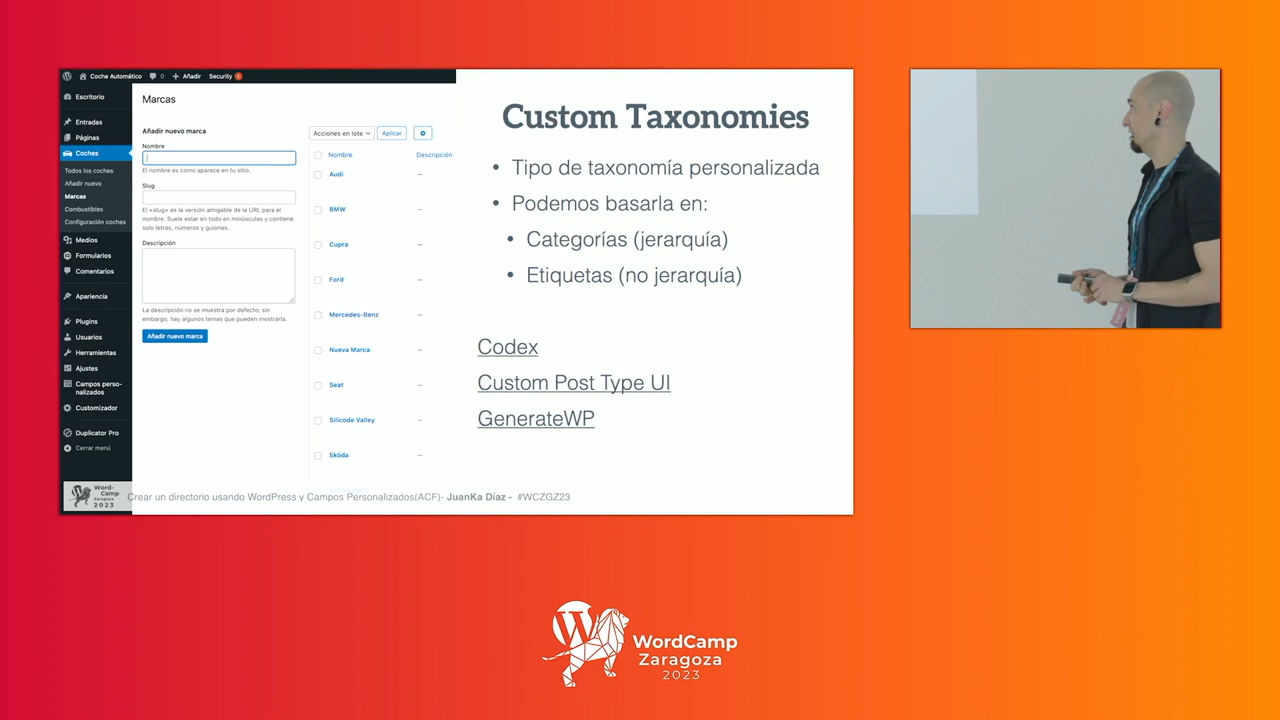 Coche Automático 0 Añadir Security 1
Escritorio
Entradas
Páginas
Coches
Todos los coches
Añadir nuevo
Marcas
Combustibles
Configuración coches
Medios
Formularios
Comentarios
Apariencia
Plugins
Usuarios
Herramientas
Ajustes
Campos perso-
nalizados
Customizador
Duplicator Pro
Cerrar menú
Marcas
Añadir nuevo marca
Nombre
El nombre es como aparece en tu sitio.
Slug
El «slug» es la versión amigable de la URL para el
nombre. Suele estar en todo en minúsculas y contiene
solo letras, números y guiones.
Descripción
La descripción no se muestra por defecto; sin
embargo, hay algunos temas que pueden mostrarla.
Añadir nuevo marca
Acciones en lote Aplicar
Nombre Descripción
Audi —
BMW —
Cupra —
Ford —
Mercedes-Benz —
Nueva Marca —
Seat —
Silicode Valley —
Sköda —
Custom Taxonomies
• Tipo de taxonomía personalizada
• Podemos basarla en:
• Categorías (jerarquía)
• Etiquetas (no jerarquía)
Codex
Custom Post Type UI
GenerateWP
Word-
Camp
Zaragoza
2023
Crear un directorio usando WordPress y Campos Personalizados(ACF)- JuanKa Díaz - #WCZGZ23
WordCamp
Zaragoza
2023